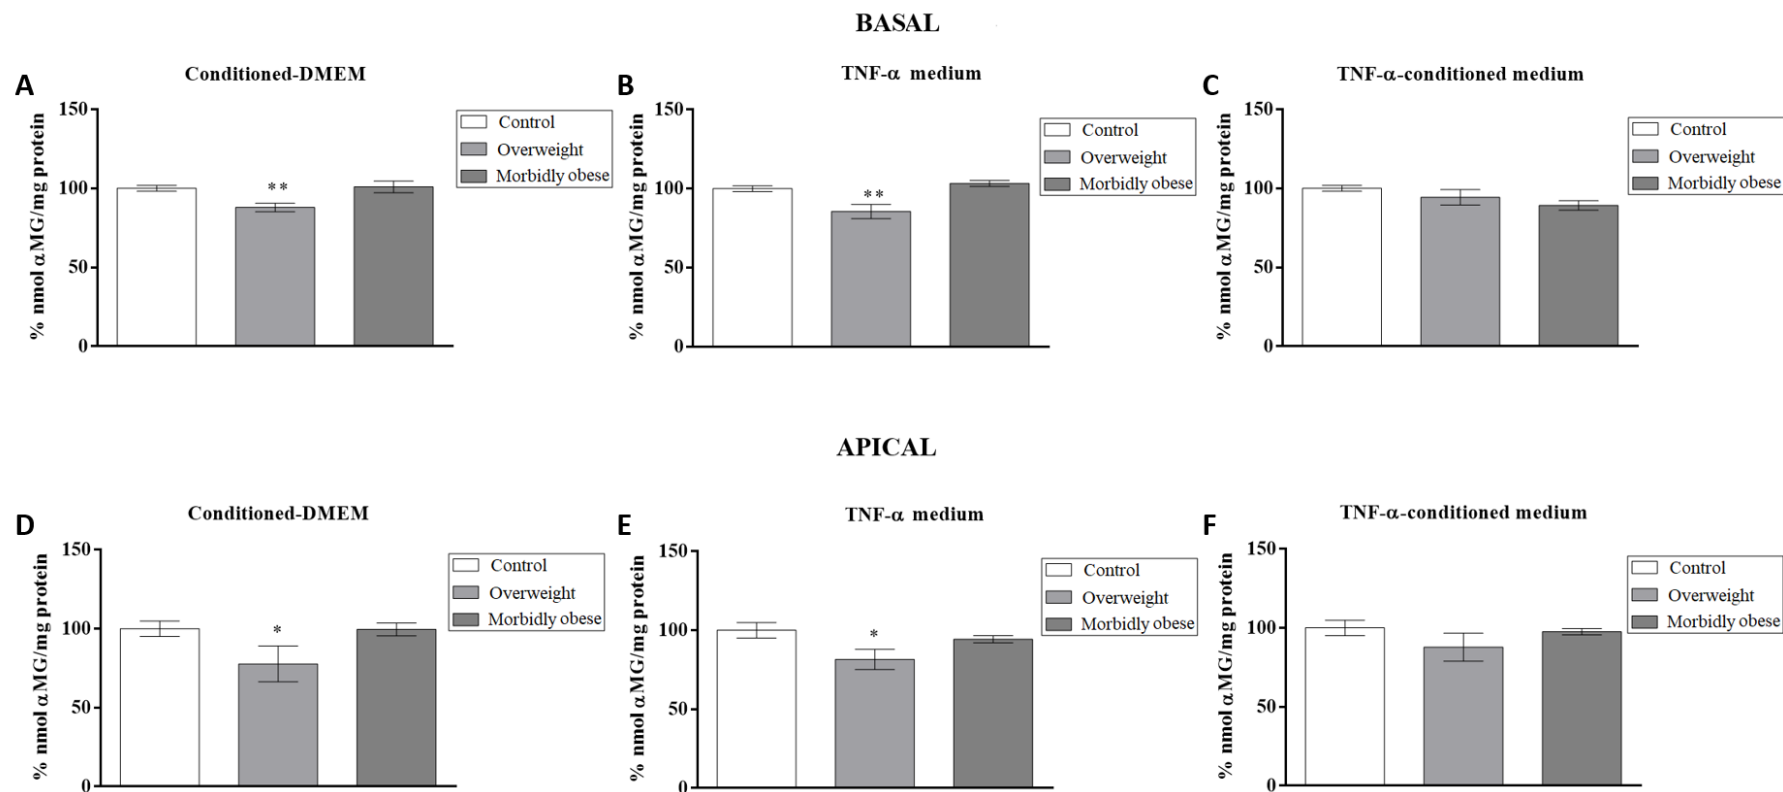 BASAL
A
Conditioned-DMEM
% nmol αMG/mg protein
150
100
50
0
**
Control
Overweight
Morbidly obese
B
TNF-α medium
% nmol αMG/mg protein
150
100
50
0
**
Control
Overweight
Morbidly obese
C
TNF-α-conditioned medium
% nmol αMG/mg protein
150
100
50
0
Control
Overweight
Morbidly obese
APICAL
D
Conditioned-DMEM
% nmol αMG/mg protein
150
100
50
0
*
Control
Overweight
Morbidly obese
E
TNF-α medium
% nmol αMG/mg protein
150
100
50
0
*
Control
Overweight
Morbidly obese
F
TNF-α-conditioned medium
% nmol αMG/mg protein
150
100
50
0
Control
Overweight
Morbidly obese